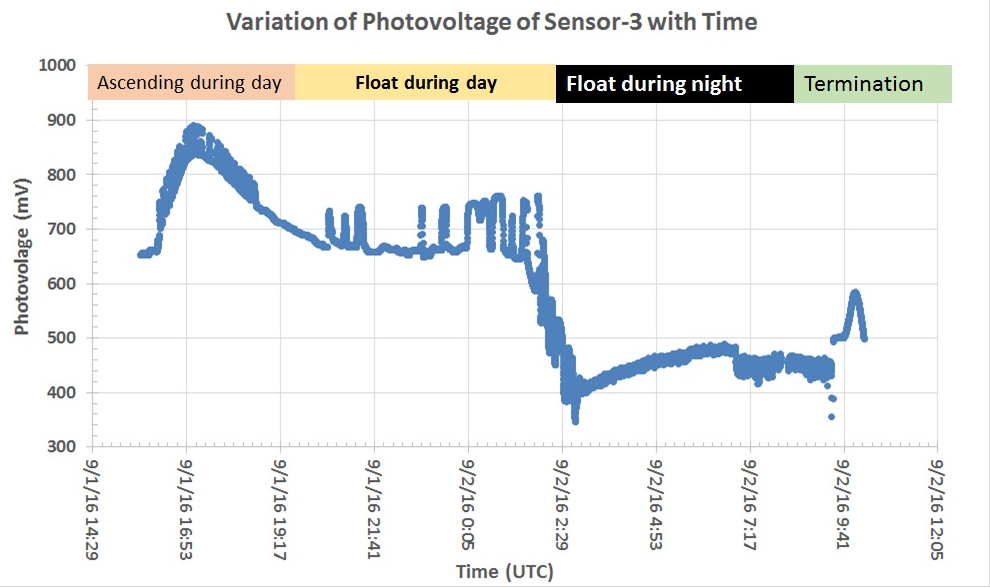 Variation of Photovoltage of Sensor-3 with Time
Ascending during day
Float during day
Float during night
Termination
1000
900
800
700
600
500
400
300
Photovolage (mV)
9/1/16 14:29
9/1/16 16:53
9/1/16 19:17
9/1/16 21:41
9/2/16 0:05
9/2/16 2:29
9/2/16 4:53
9/2/16 7:17
9/2/16 9:41
9/2/16 12:05
Time (UTC)